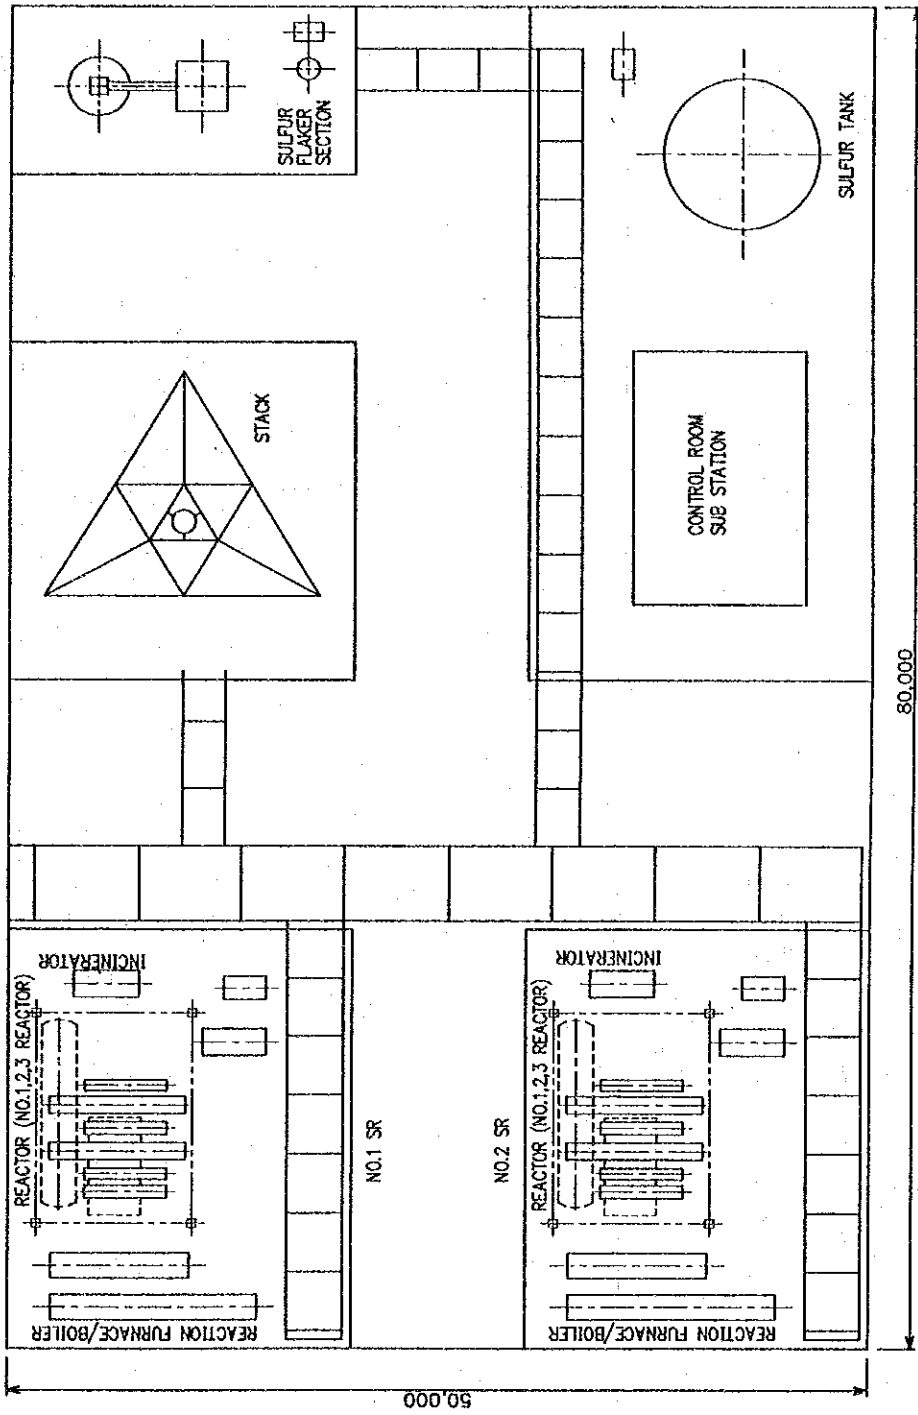 SULFUR
FLAKER
SECTION
SULFUR TANK
STACK
CONTROL ROOM
SUB STATION
80,000
INCINERATOR
REACTOR (NO.1,2,3 REACTOR)
NO.1 SR
REACTION FURNACE/BOILER
INCINERATOR
REACTOR (NO.1,2,3 REACTOR)
NO.2 SR
REACTION FURNACE/BOILER
50,000